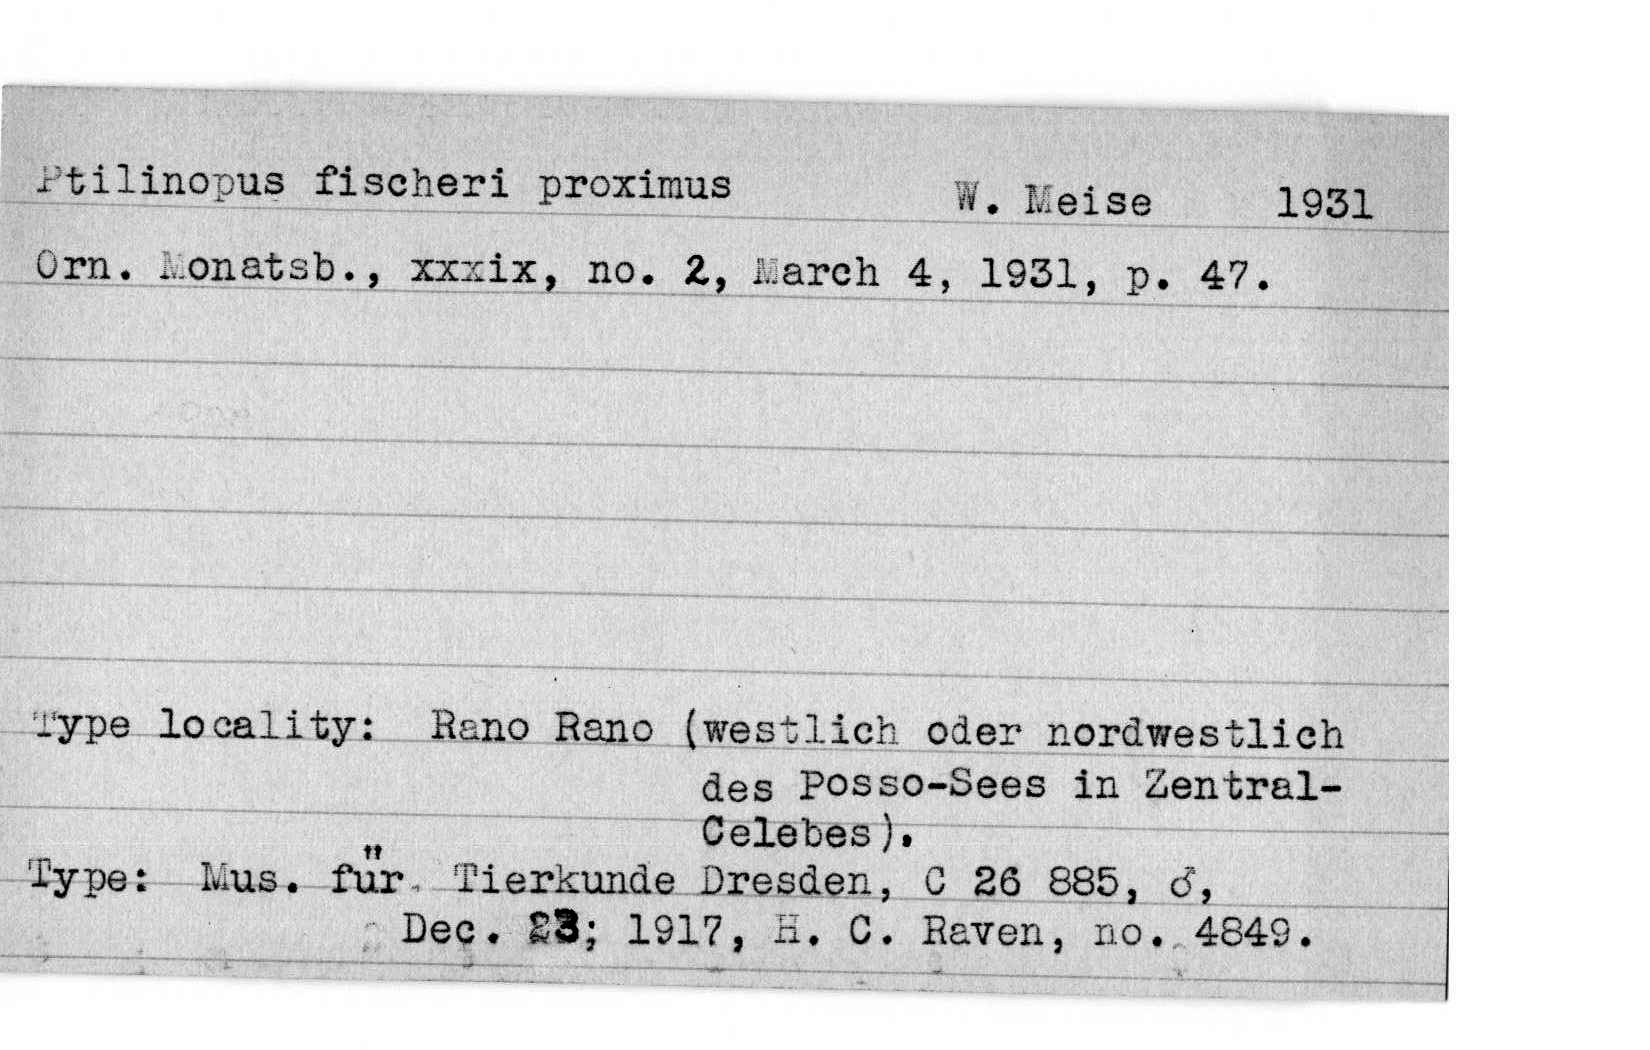 Ptilinopus fischeri proximus W. Meise 1931
Orn. Monatsb., xxxix, no. 2, March 4, 1931, p. 47.
Type locality: Rano Rano (westlich oder nordwestlich
des Posso-Sees in Zentral-
Celebes).
Type: Mus. für Tierkunde Dresden, C 26 885, ♂,
Dec. 23; 1917, H. C. Raven, no. 4849.